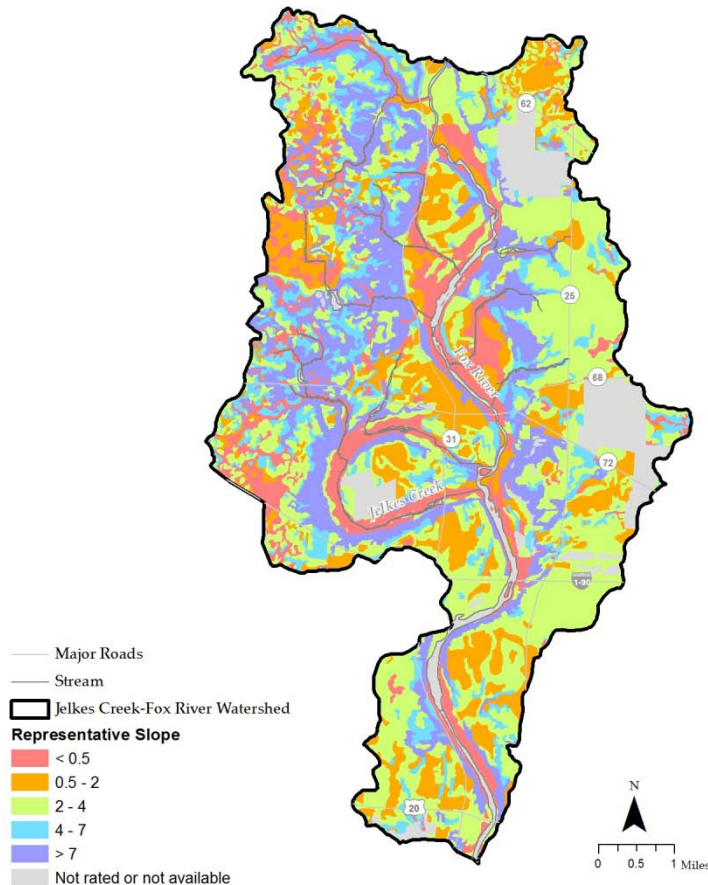 62
25
Fox River
68
31
72
Jelkes Creek
I-90
Major Roads
Stream
Jelkes Creek-Fox River Watershed
Representative Slope
< 0.5
0.5 - 2
2 - 4
4 - 7
> 7
Not rated or not available
20
N
0 0.5 1 Miles